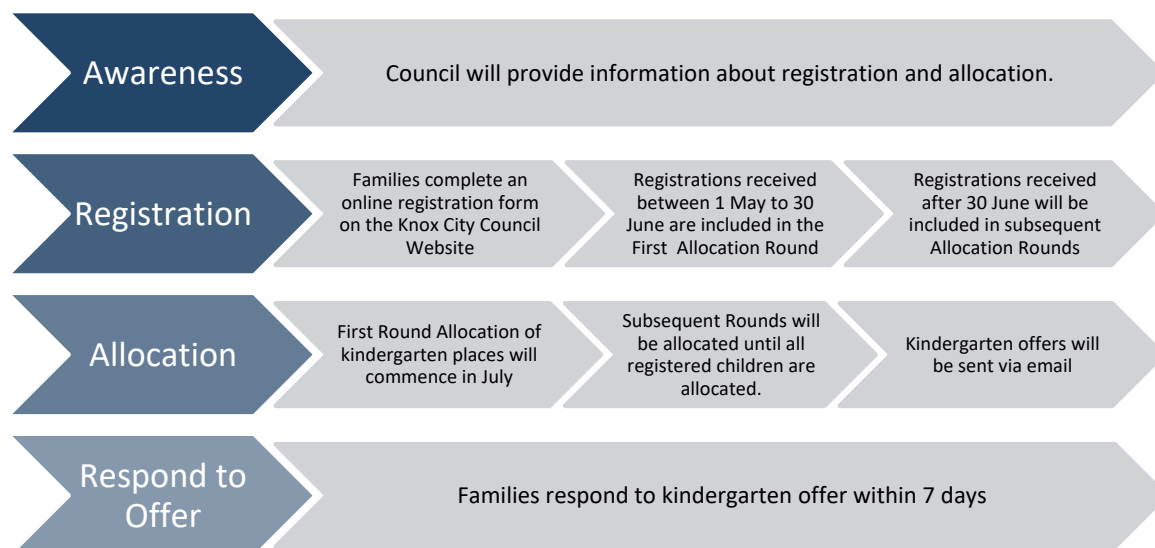 Awareness
Council will provide information about registration and allocation.
Registration
Families complete an
online registration form
on the Knox City Council
Website
Registrations received
between 1 May to 30
June are included in the
First Allocation Round
Registrations received
after 30 June will be
included in subsequent
Allocation Rounds
Allocation
First Round Allocation of
kindergarten places will
commence in July
Subsequent Rounds will
be allocated until all
registered children are
allocated.
Kindergarten offers will
be sent via email
Respond to
Offer
Families respond to kindergarten offer within 7 days